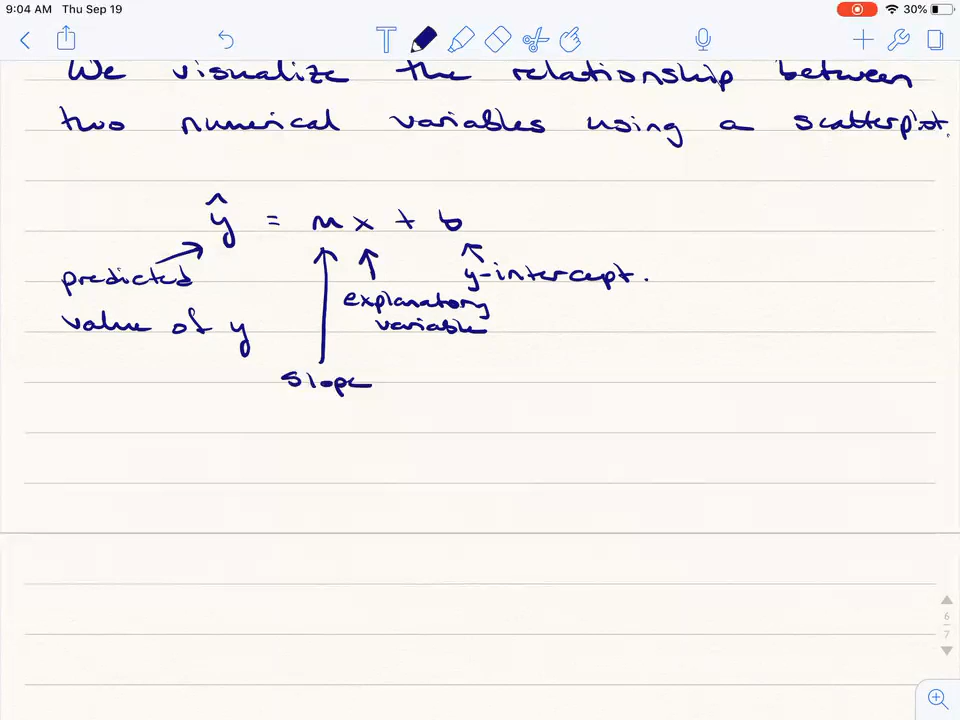 9:04 AM Thu Sep 19
30%
We visualize the relationship between
two numerical variables using a scatterplot.
ŷ = mx + b
predicted
value of y
slope
explanatory
variable
y-intercept.
6
7